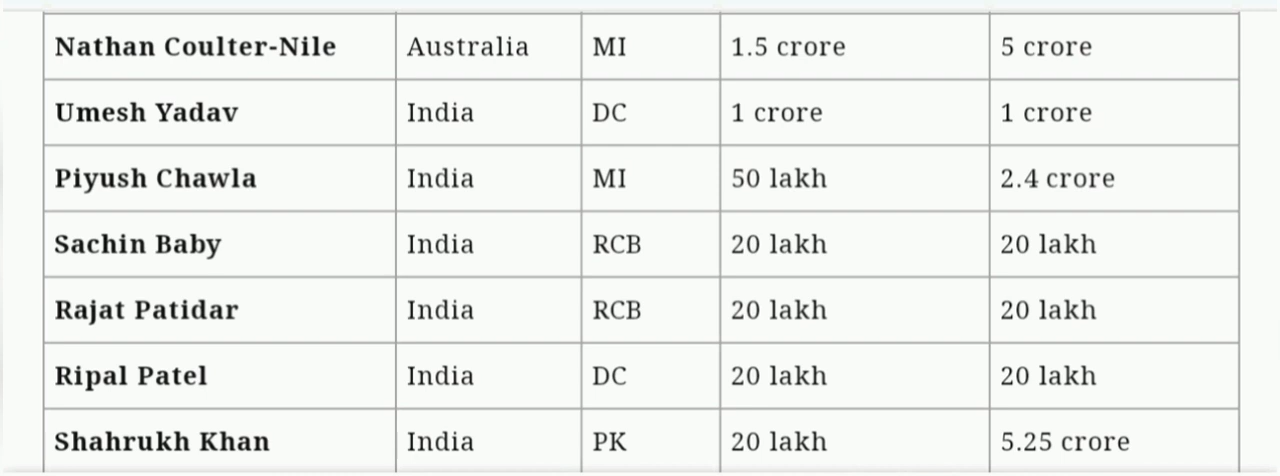 Nathan Coulter-Nile Australia MI 1.5 crore 5 crore
Umesh Yadav India DC 1 crore 1 crore
Piyush Chawla India MI 50 lakh 2.4 crore
Sachin Baby India RCB 20 lakh 20 lakh
Rajat Patidar India RCB 20 lakh 20 lakh
Ripal Patel India DC 20 lakh 20 lakh
Shahrukh Khan India PK 20 lakh 5.25 crore